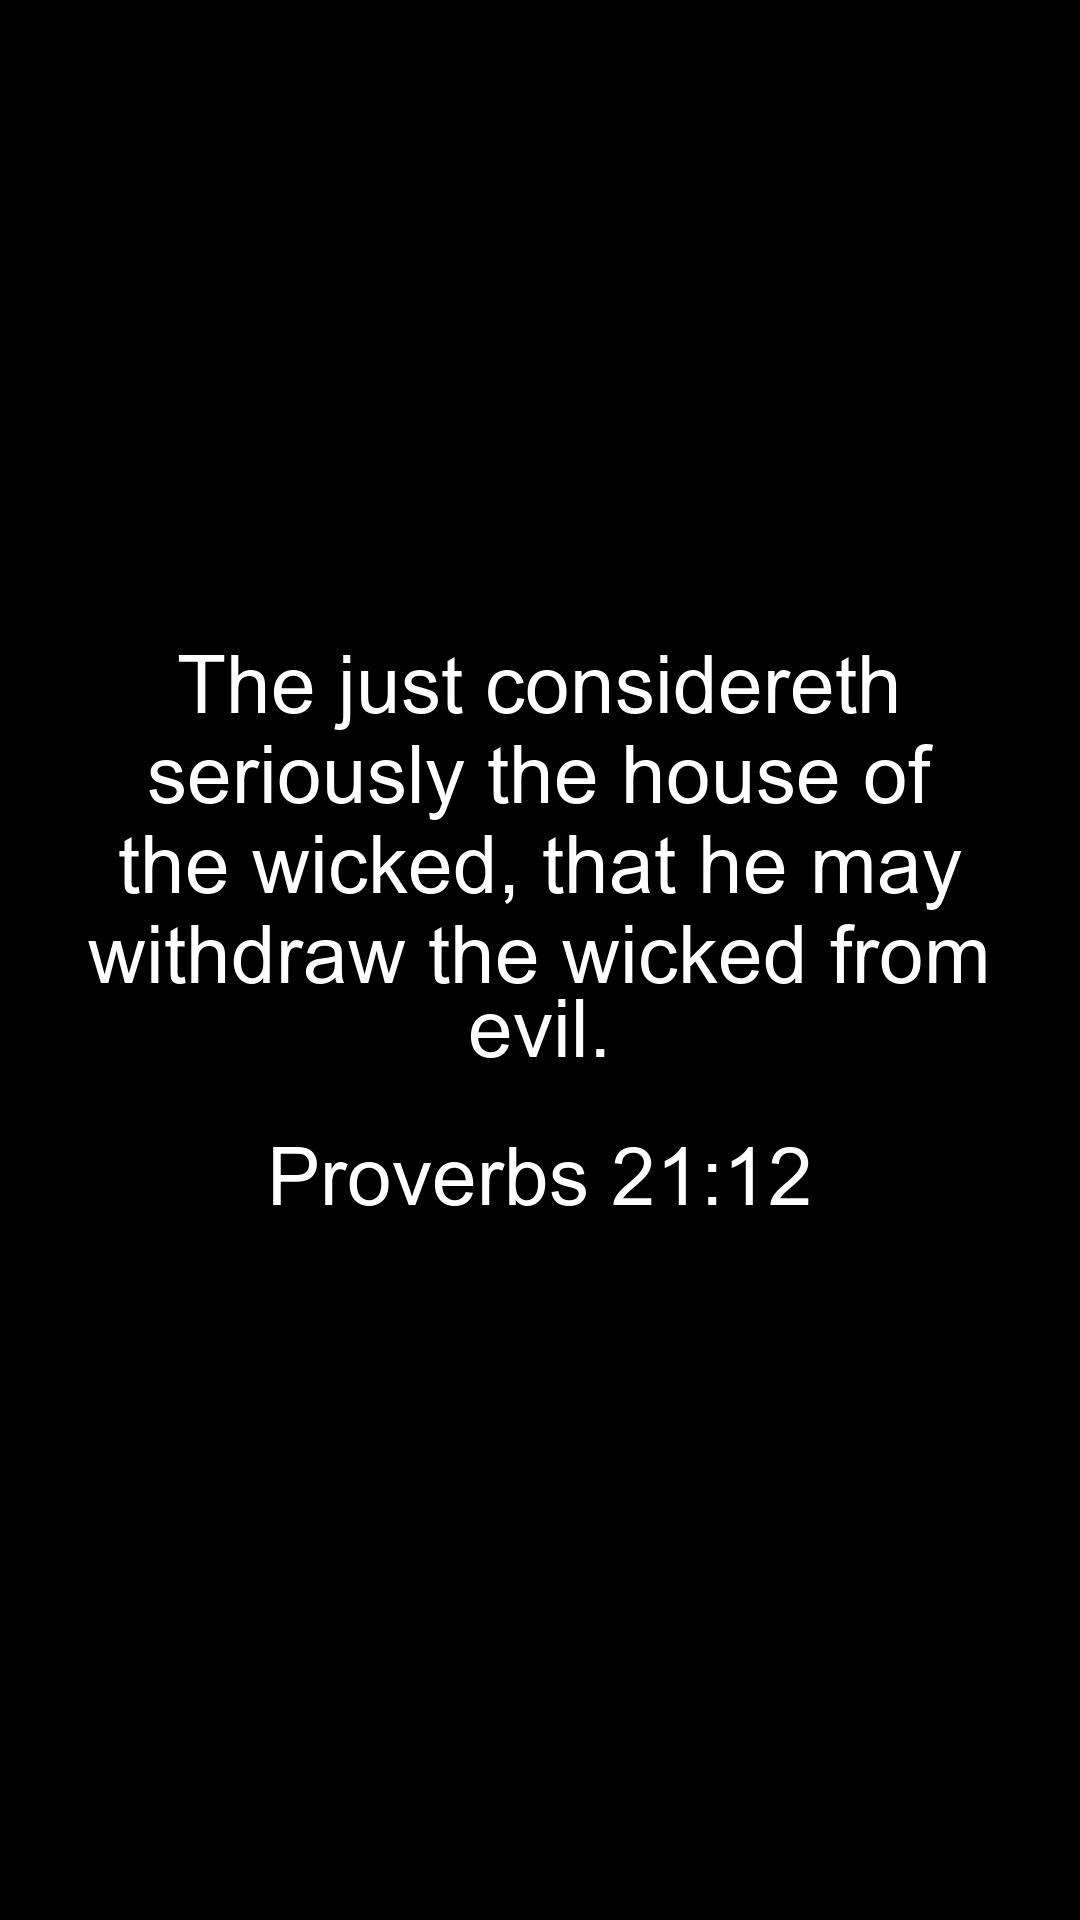 The just considereth
seriously the house of
the wicked, that he may
withdraw the wicked from
evil.
Proverbs 21:12